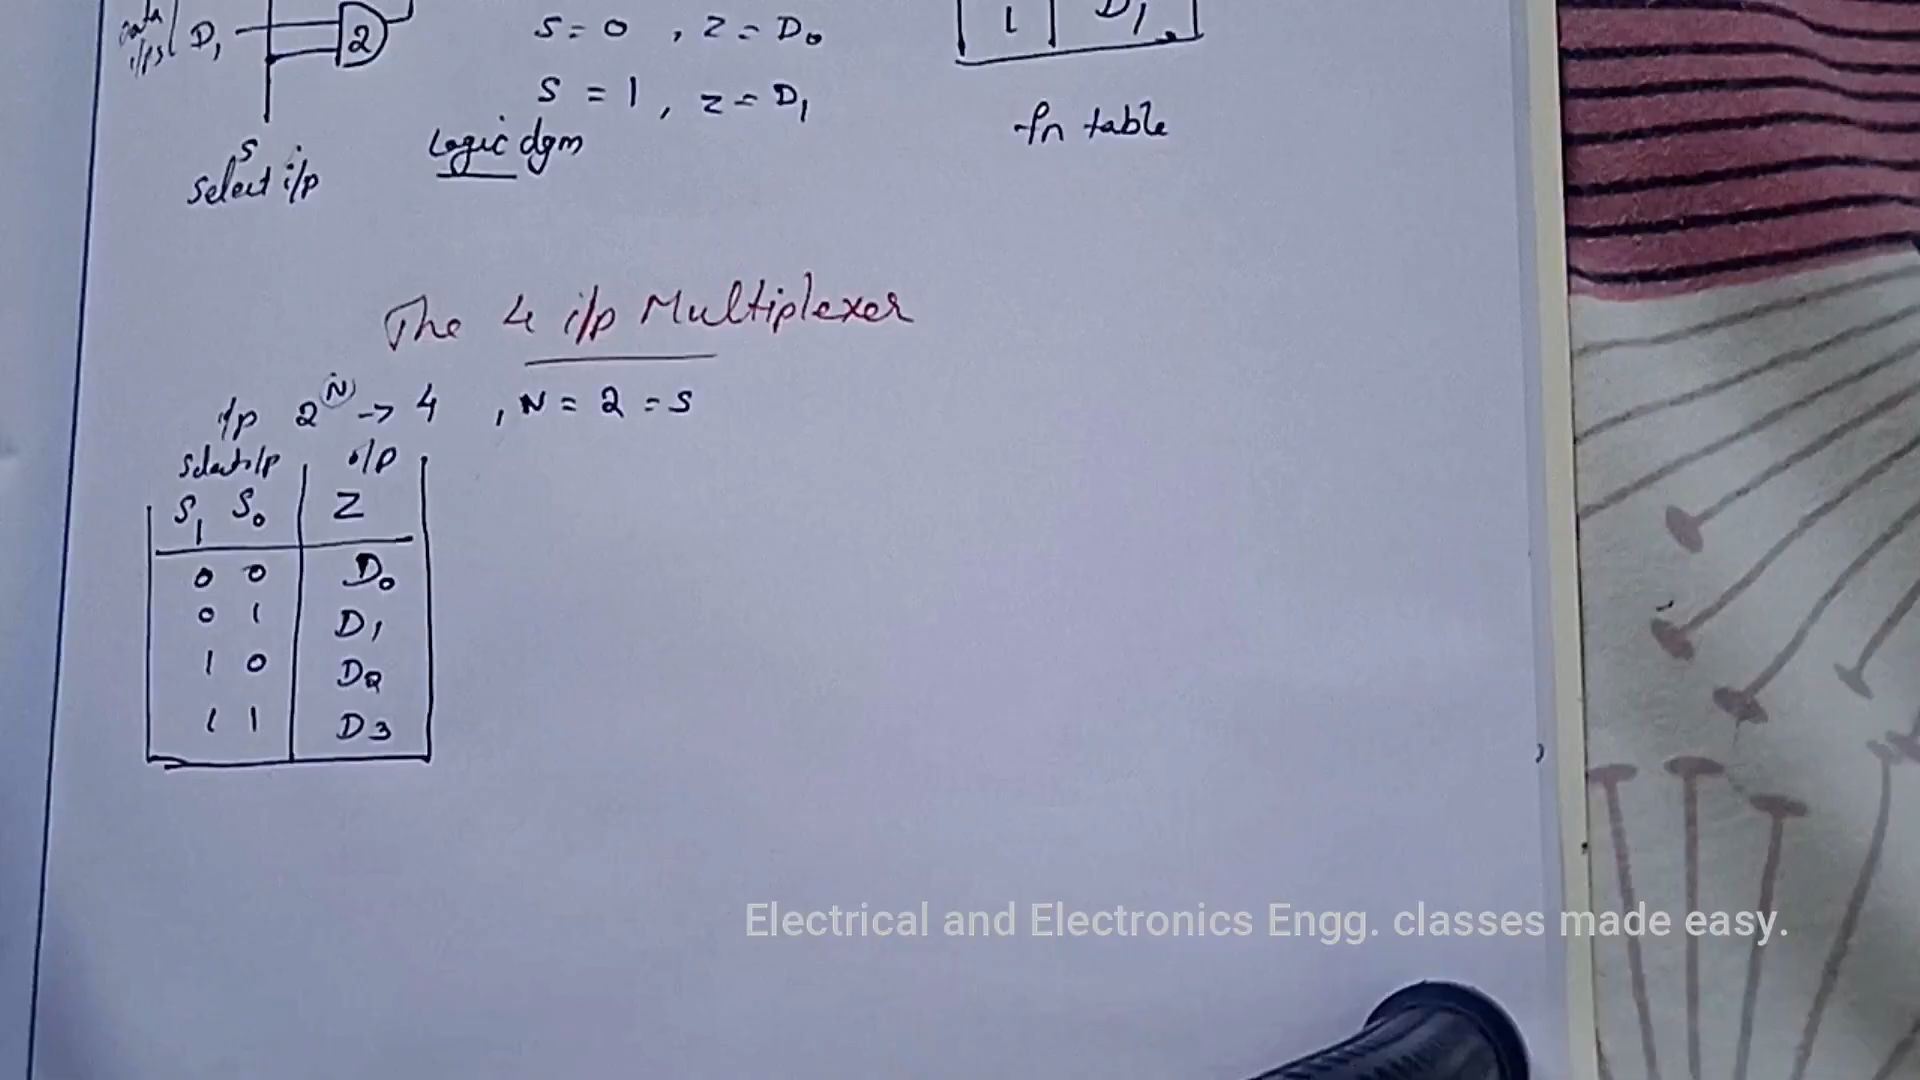 data
i/ps D1 2
S = 0 , Z = D0
1 D1
S = 1 , Z = D1
fn table
S
Logic dgm
Select i/p
The 4 i/p Multiplexer
i/p 2^N -> 4 , N = 2 = S
Select i/p o/p
S1 S0 Z
0 0 D0
0 1 D1
1 0 D2
1 1 D3
Electrical and Electronics Engg. classes made easy.